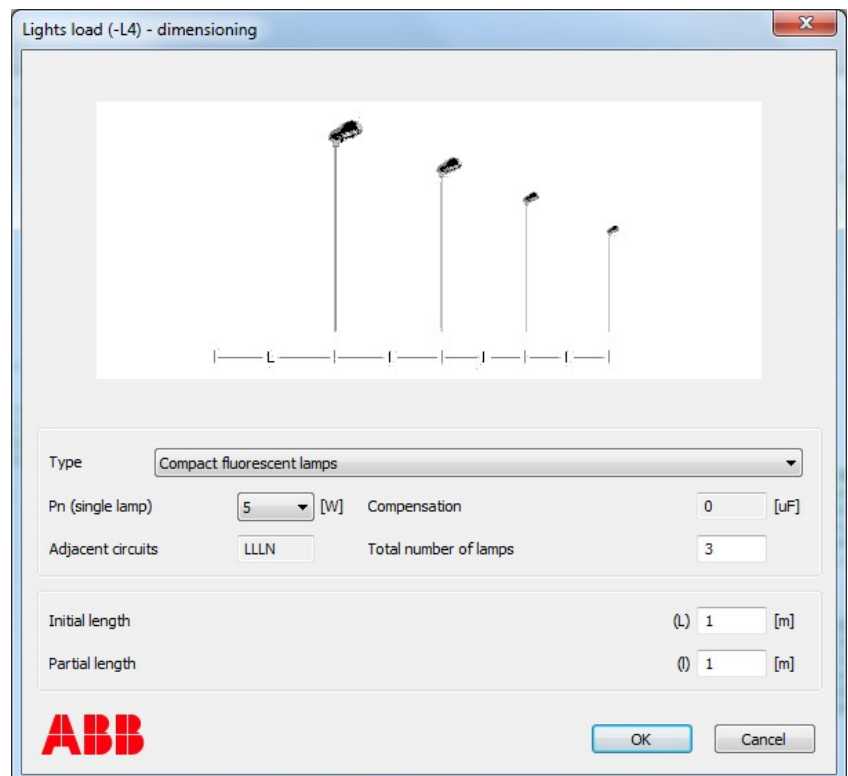 Lights load (-L4) - dimensioning
L l l l
Type Compact fluorescent lamps
Pn (single lamp) 5 [W] Compensation 0 [uF]
Adjacent circuits LLLN Total number of lamps 3
Initial length (L) 1 [m]
Partial length (l) 1 [m]
ABB OK Cancel